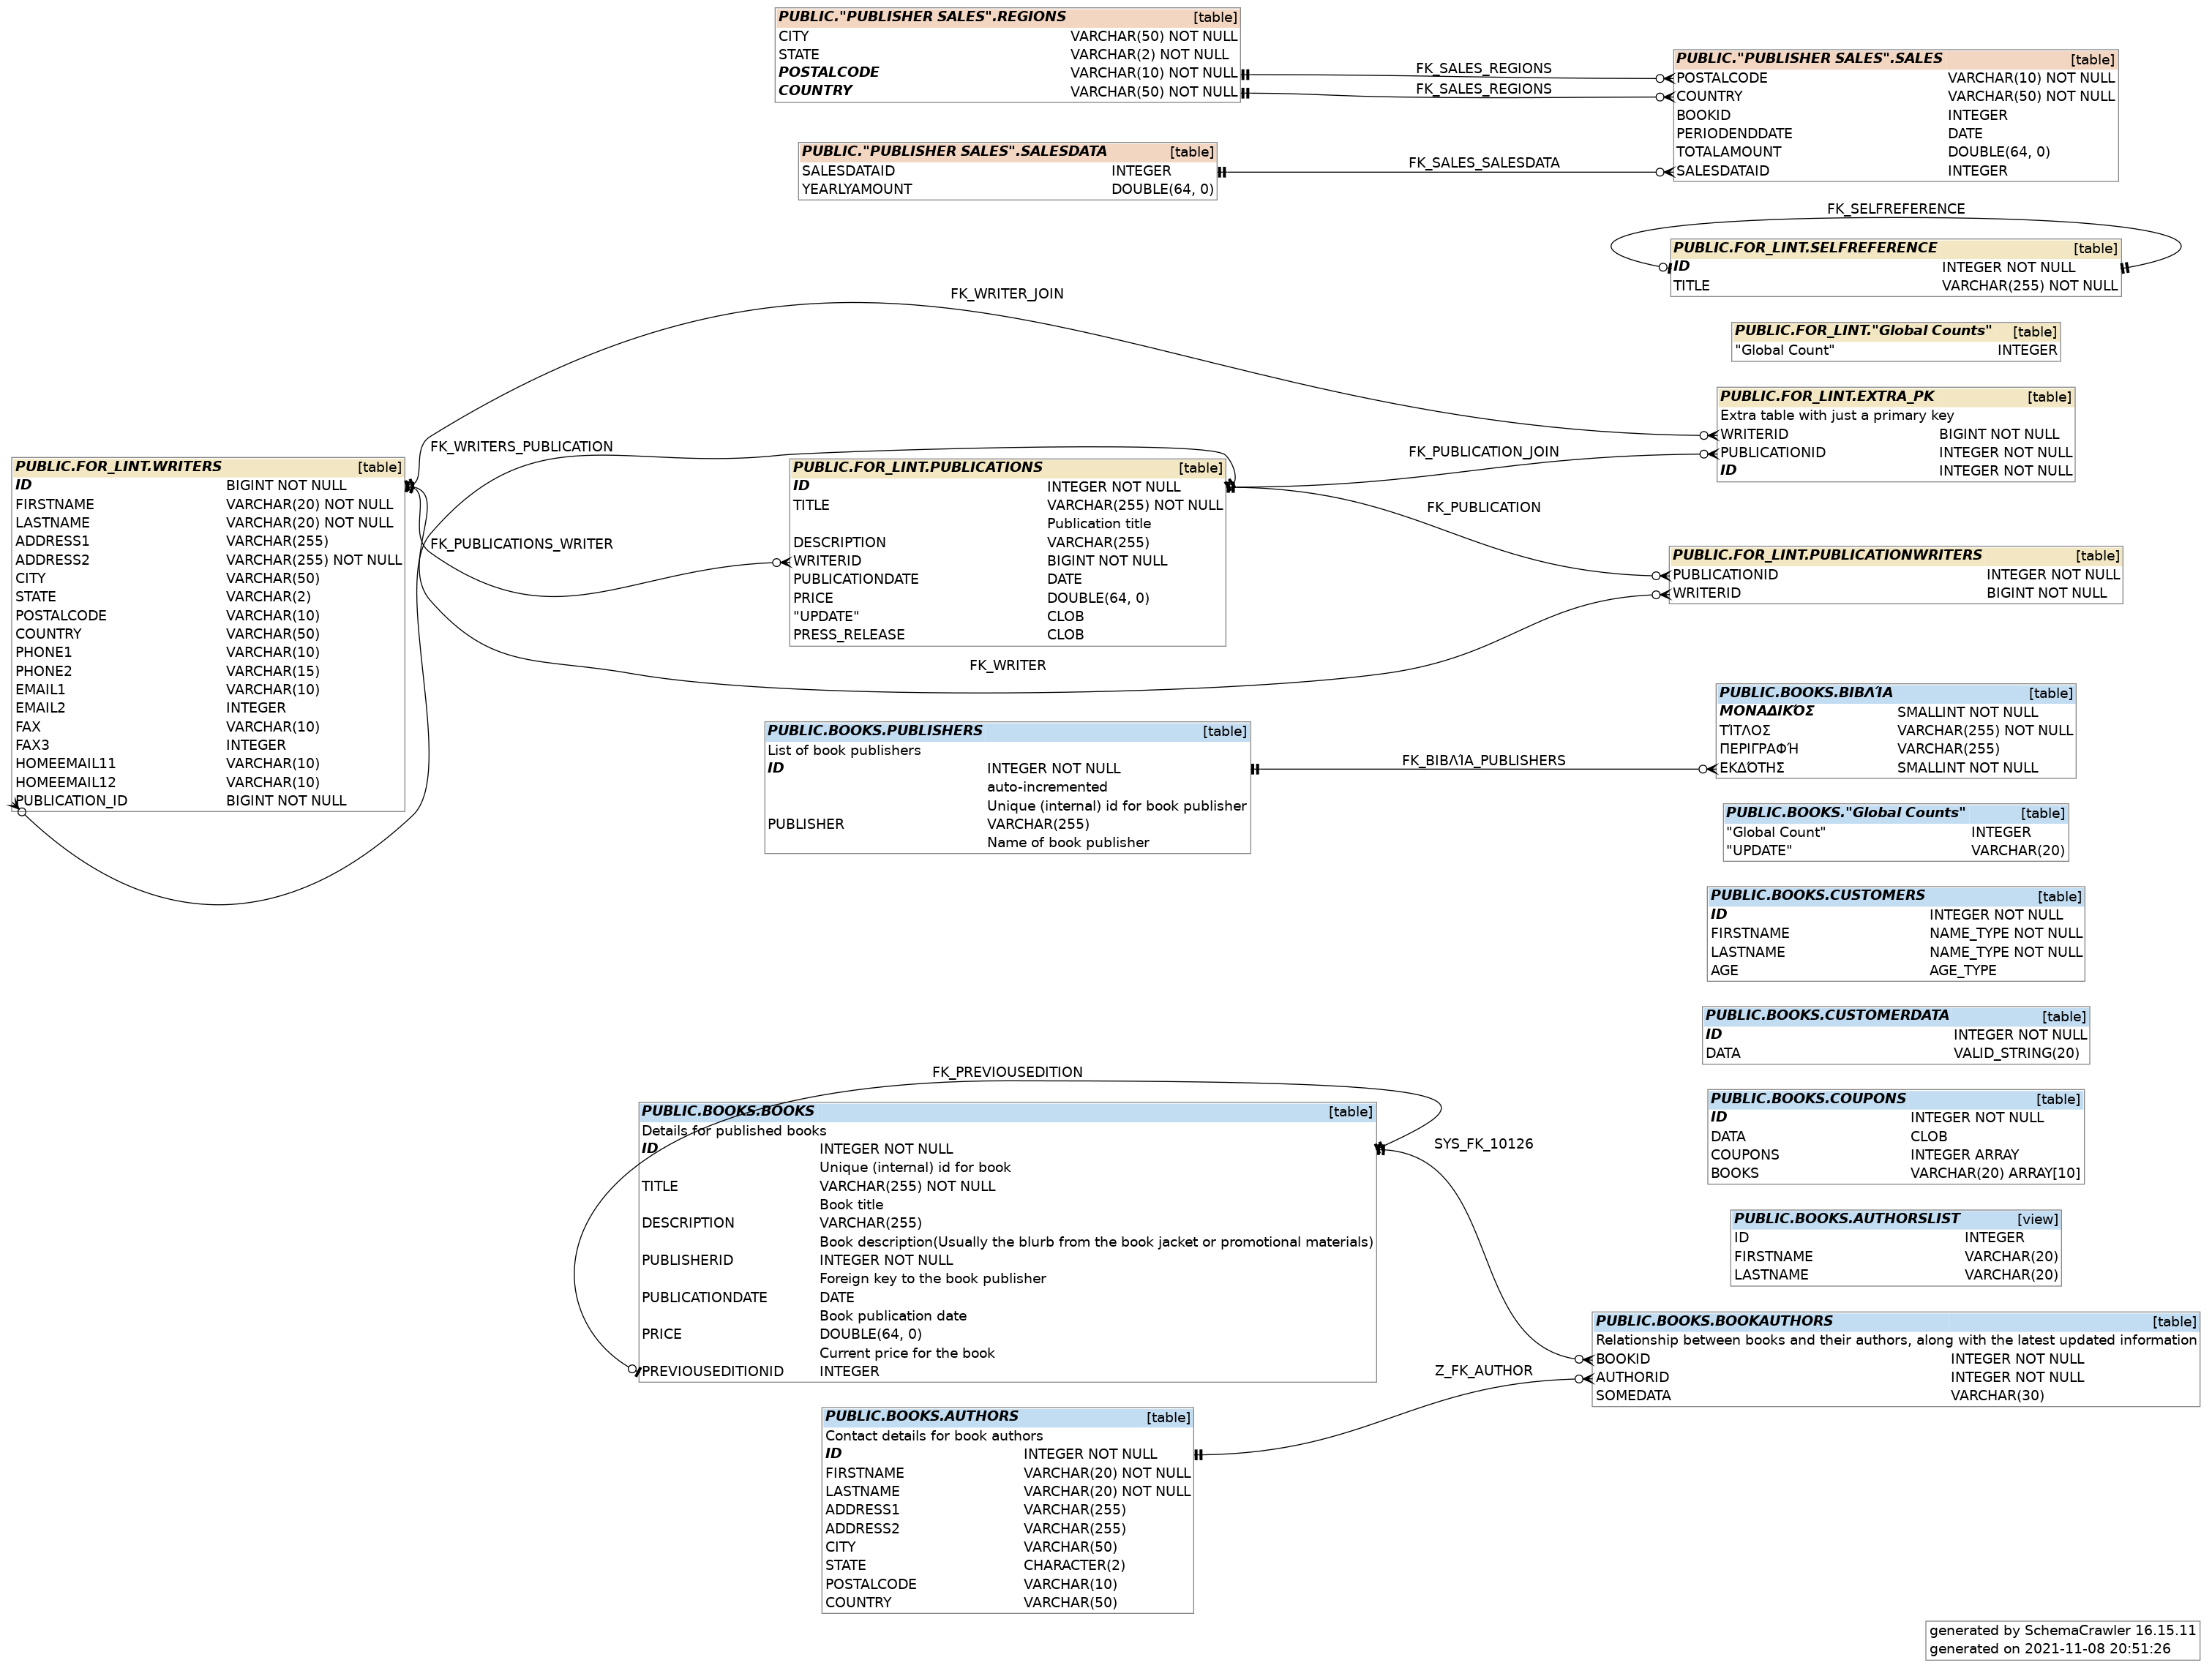 PUBLIC."PUBLISHER SALES".REGIONS [table]
CITY VARCHAR(50) NOT NULL
STATE VARCHAR(2) NOT NULL
POSTALCODE VARCHAR(10) NOT NULL
COUNTRY VARCHAR(50) NOT NULL
FK_SALES_REGIONS
FK_SALES_REGIONS
PUBLIC."PUBLISHER SALES".SALES [table]
POSTALCODE VARCHAR(10) NOT NULL
COUNTRY VARCHAR(50) NOT NULL
BOOKID INTEGER
PERIODENDDATE DATE
TOTALAMOUNT DOUBLE(64, 0)
SALESDATAID INTEGER
PUBLIC."PUBLISHER SALES".SALESDATA [table]
SALESDATAID INTEGER
YEARLYAMOUNT DOUBLE(64, 0)
FK_SALES_SALESDATA
FK_SELFREFERENCE
PUBLIC.FOR_LINT.SELFREFERENCE [table]
ID INTEGER NOT NULL
TITLE VARCHAR(255) NOT NULL
FK_WRITER_JOIN
PUBLIC.FOR_LINT."Global Counts" [table]
"Global Count" INTEGER
PUBLIC.FOR_LINT.EXTRA_PK [table]
Extra table with just a primary key
WRITERID BIGINT NOT NULL
PUBLICATIONID INTEGER NOT NULL
ID INTEGER NOT NULL
FK_WRITERS_PUBLICATION
FK_PUBLICATION_JOIN
FK_PUBLICATION
FK_PUBLICATIONS_WRITER
FK_WRITER
PUBLIC.FOR_LINT.WRITERS [table]
ID BIGINT NOT NULL
FIRSTNAME VARCHAR(20) NOT NULL
LASTNAME VARCHAR(20) NOT NULL
ADDRESS1 VARCHAR(255)
ADDRESS2 VARCHAR(255) NOT NULL
CITY VARCHAR(50)
STATE VARCHAR(2)
POSTALCODE VARCHAR(10)
COUNTRY VARCHAR(50)
PHONE1 VARCHAR(10)
PHONE2 VARCHAR(15)
EMAIL1 VARCHAR(10)
EMAIL2 INTEGER
FAX VARCHAR(10)
FAX3 INTEGER
HOMEEMAIL11 VARCHAR(10)
HOMEEMAIL12 VARCHAR(10)
PUBLICATION_ID BIGINT NOT NULL
PUBLIC.FOR_LINT.PUBLICATIONS [table]
ID INTEGER NOT NULL
TITLE VARCHAR(255) NOT NULL
Publication title
DESCRIPTION VARCHAR(255)
WRITERID BIGINT NOT NULL
PUBLICATIONDATE DATE
PRICE DOUBLE(64, 0)
"UPDATE" CLOB
PRESS_RELEASE CLOB
PUBLIC.FOR_LINT.PUBLICATIONWRITERS [table]
PUBLICATIONID INTEGER NOT NULL
WRITERID BIGINT NOT NULL
PUBLIC.BOOKS.PUBLISHERS [table]
List of book publishers
ID INTEGER NOT NULL
auto-incremented
Unique (internal) id for book publisher
PUBLISHER VARCHAR(255)
Name of book publisher
FK_ΒΙΒΛΊΑ_PUBLISHERS
PUBLIC.BOOKS.ΒΙΒΛΊΑ [table]
ΜΟΝΑΔΙΚΌΣ SMALLINT NOT NULL
ΤΊΤΛΟΣ VARCHAR(255) NOT NULL
ΠΕΡΙΓΡΑΦΉ VARCHAR(255)
ΕΚΔΌΤΗΣ SMALLINT NOT NULL
PUBLIC.BOOKS."Global Counts" [table]
"Global Count" INTEGER
"UPDATE" VARCHAR(20)
PUBLIC.BOOKS.CUSTOMERS [table]
ID INTEGER NOT NULL
FIRSTNAME NAME_TYPE NOT NULL
LASTNAME NAME_TYPE NOT NULL
AGE AGE_TYPE
PUBLIC.BOOKS.CUSTOMERDATA [table]
ID INTEGER NOT NULL
DATA VALID_STRING(20)
PUBLIC.BOOKS.COUPONS [table]
ID INTEGER NOT NULL
DATA CLOB
COUPONS INTEGER ARRAY
BOOKS VARCHAR(20) ARRAY[10]
PUBLIC.BOOKS.AUTHORSLIST [view]
ID INTEGER
FIRSTNAME VARCHAR(20)
LASTNAME VARCHAR(20)
FK_PREVIOUSEDITION
PUBLIC.BOOKS.BOOKS [table]
Details for published books
ID INTEGER NOT NULL
Unique (internal) id for book
TITLE VARCHAR(255) NOT NULL
Book title
DESCRIPTION VARCHAR(255)
Book description(Usually the blurb from the book jacket or promotional materials)
PUBLISHERID INTEGER NOT NULL
Foreign key to the book publisher
PUBLICATIONDATE DATE
Book publication date
PRICE DOUBLE(64, 0)
Current price for the book
PREVIOUSEDITIONID INTEGER
SYS_FK_10126
Z_FK_AUTHOR
PUBLIC.BOOKS.BOOKAUTHORS [table]
Relationship between books and their authors, along with the latest updated information
BOOKID INTEGER NOT NULL
AUTHORID INTEGER NOT NULL
SOMEDATA VARCHAR(30)
PUBLIC.BOOKS.AUTHORS [table]
Contact details for book authors
ID INTEGER NOT NULL
FIRSTNAME VARCHAR(20) NOT NULL
LASTNAME VARCHAR(20) NOT NULL
ADDRESS1 VARCHAR(255)
ADDRESS2 VARCHAR(255)
CITY VARCHAR(50)
STATE CHARACTER(2)
POSTALCODE VARCHAR(10)
COUNTRY VARCHAR(50)
generated by SchemaCrawler 16.15.11
generated on 2021-11-08 20:51:26